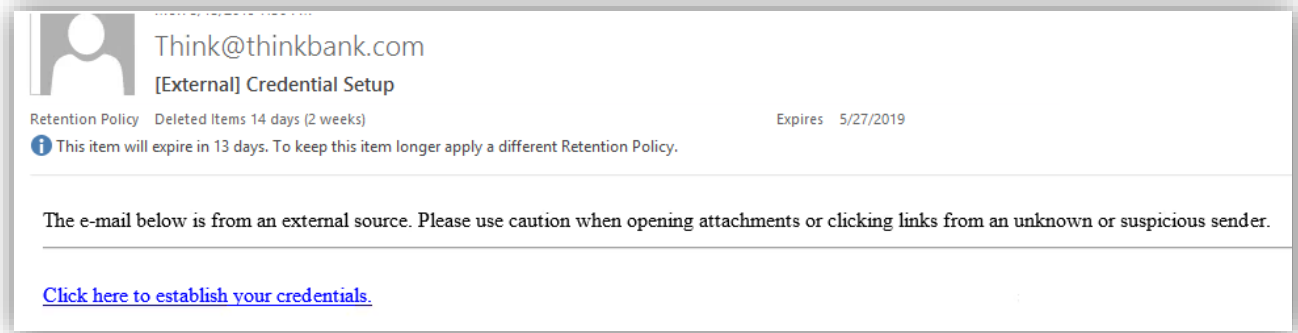 Think@thinkbank.com
[External] Credential Setup
Retention Policy Deleted Items 14 days (2 weeks) Expires 5/27/2019
This item will expire in 13 days. To keep this item longer apply a different Retention Policy.
The e-mail below is from an external source. Please use caution when opening attachments or clicking links from an unknown or suspicious sender.
Click here to establish your credentials.